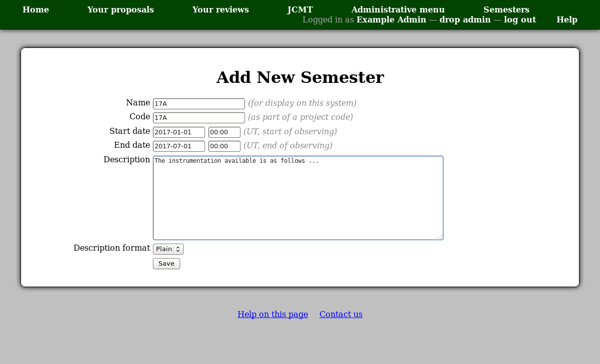 Home Your proposals Your reviews JCMT Administrative menu Semesters
Logged in as Example Admin — drop admin — log out Help
Add New Semester
Name 17A (for display on this system)
Code 17A (as part of a project code)
Start date 2017-01-01 00:00 (UT, start of observing)
End date 2017-07-01 00:00 (UT, end of observing)
Description The instrumentation available is as follows ...
Description format Plain
Save
Help on this page Contact us